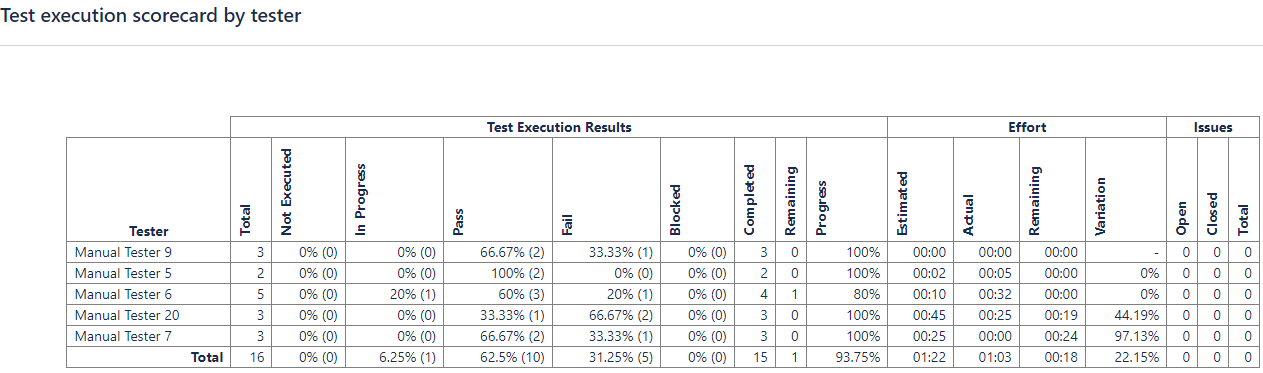 Test execution scorecard by tester
Test Execution Results Effort Issues
Tester Total Not Executed In Progress Pass Fail Blocked Completed Remaining Progress Estimated Actual Remaining Variation Open Closed Total
Manual Tester 9 3 0% (0) 0% (0) 66.67% (2) 33.33% (1) 0% (0) 3 0 100% 00:00 00:00 00:00 - 0 0 0
Manual Tester 5 2 0% (0) 0% (0) 100% (2) 0% (0) 0% (0) 2 0 100% 00:02 00:05 00:00 0% 0 0 0
Manual Tester 6 5 0% (0) 20% (1) 60% (3) 20% (1) 0% (0) 4 1 80% 00:10 00:32 00:00 0% 0 0 0
Manual Tester 20 3 0% (0) 0% (0) 33.33% (1) 66.67% (2) 0% (0) 3 0 100% 00:45 00:25 00:19 44.19% 0 0 0
Manual Tester 7 3 0% (0) 0% (0) 66.67% (2) 33.33% (1) 0% (0) 3 0 100% 00:25 00:00 00:24 97.13% 0 0 0
Total 16 0% (0) 6.25% (1) 62.5% (10) 31.25% (5) 0% (0) 15 1 93.75% 01:22 01:03 00:18 22.15% 0 0 0